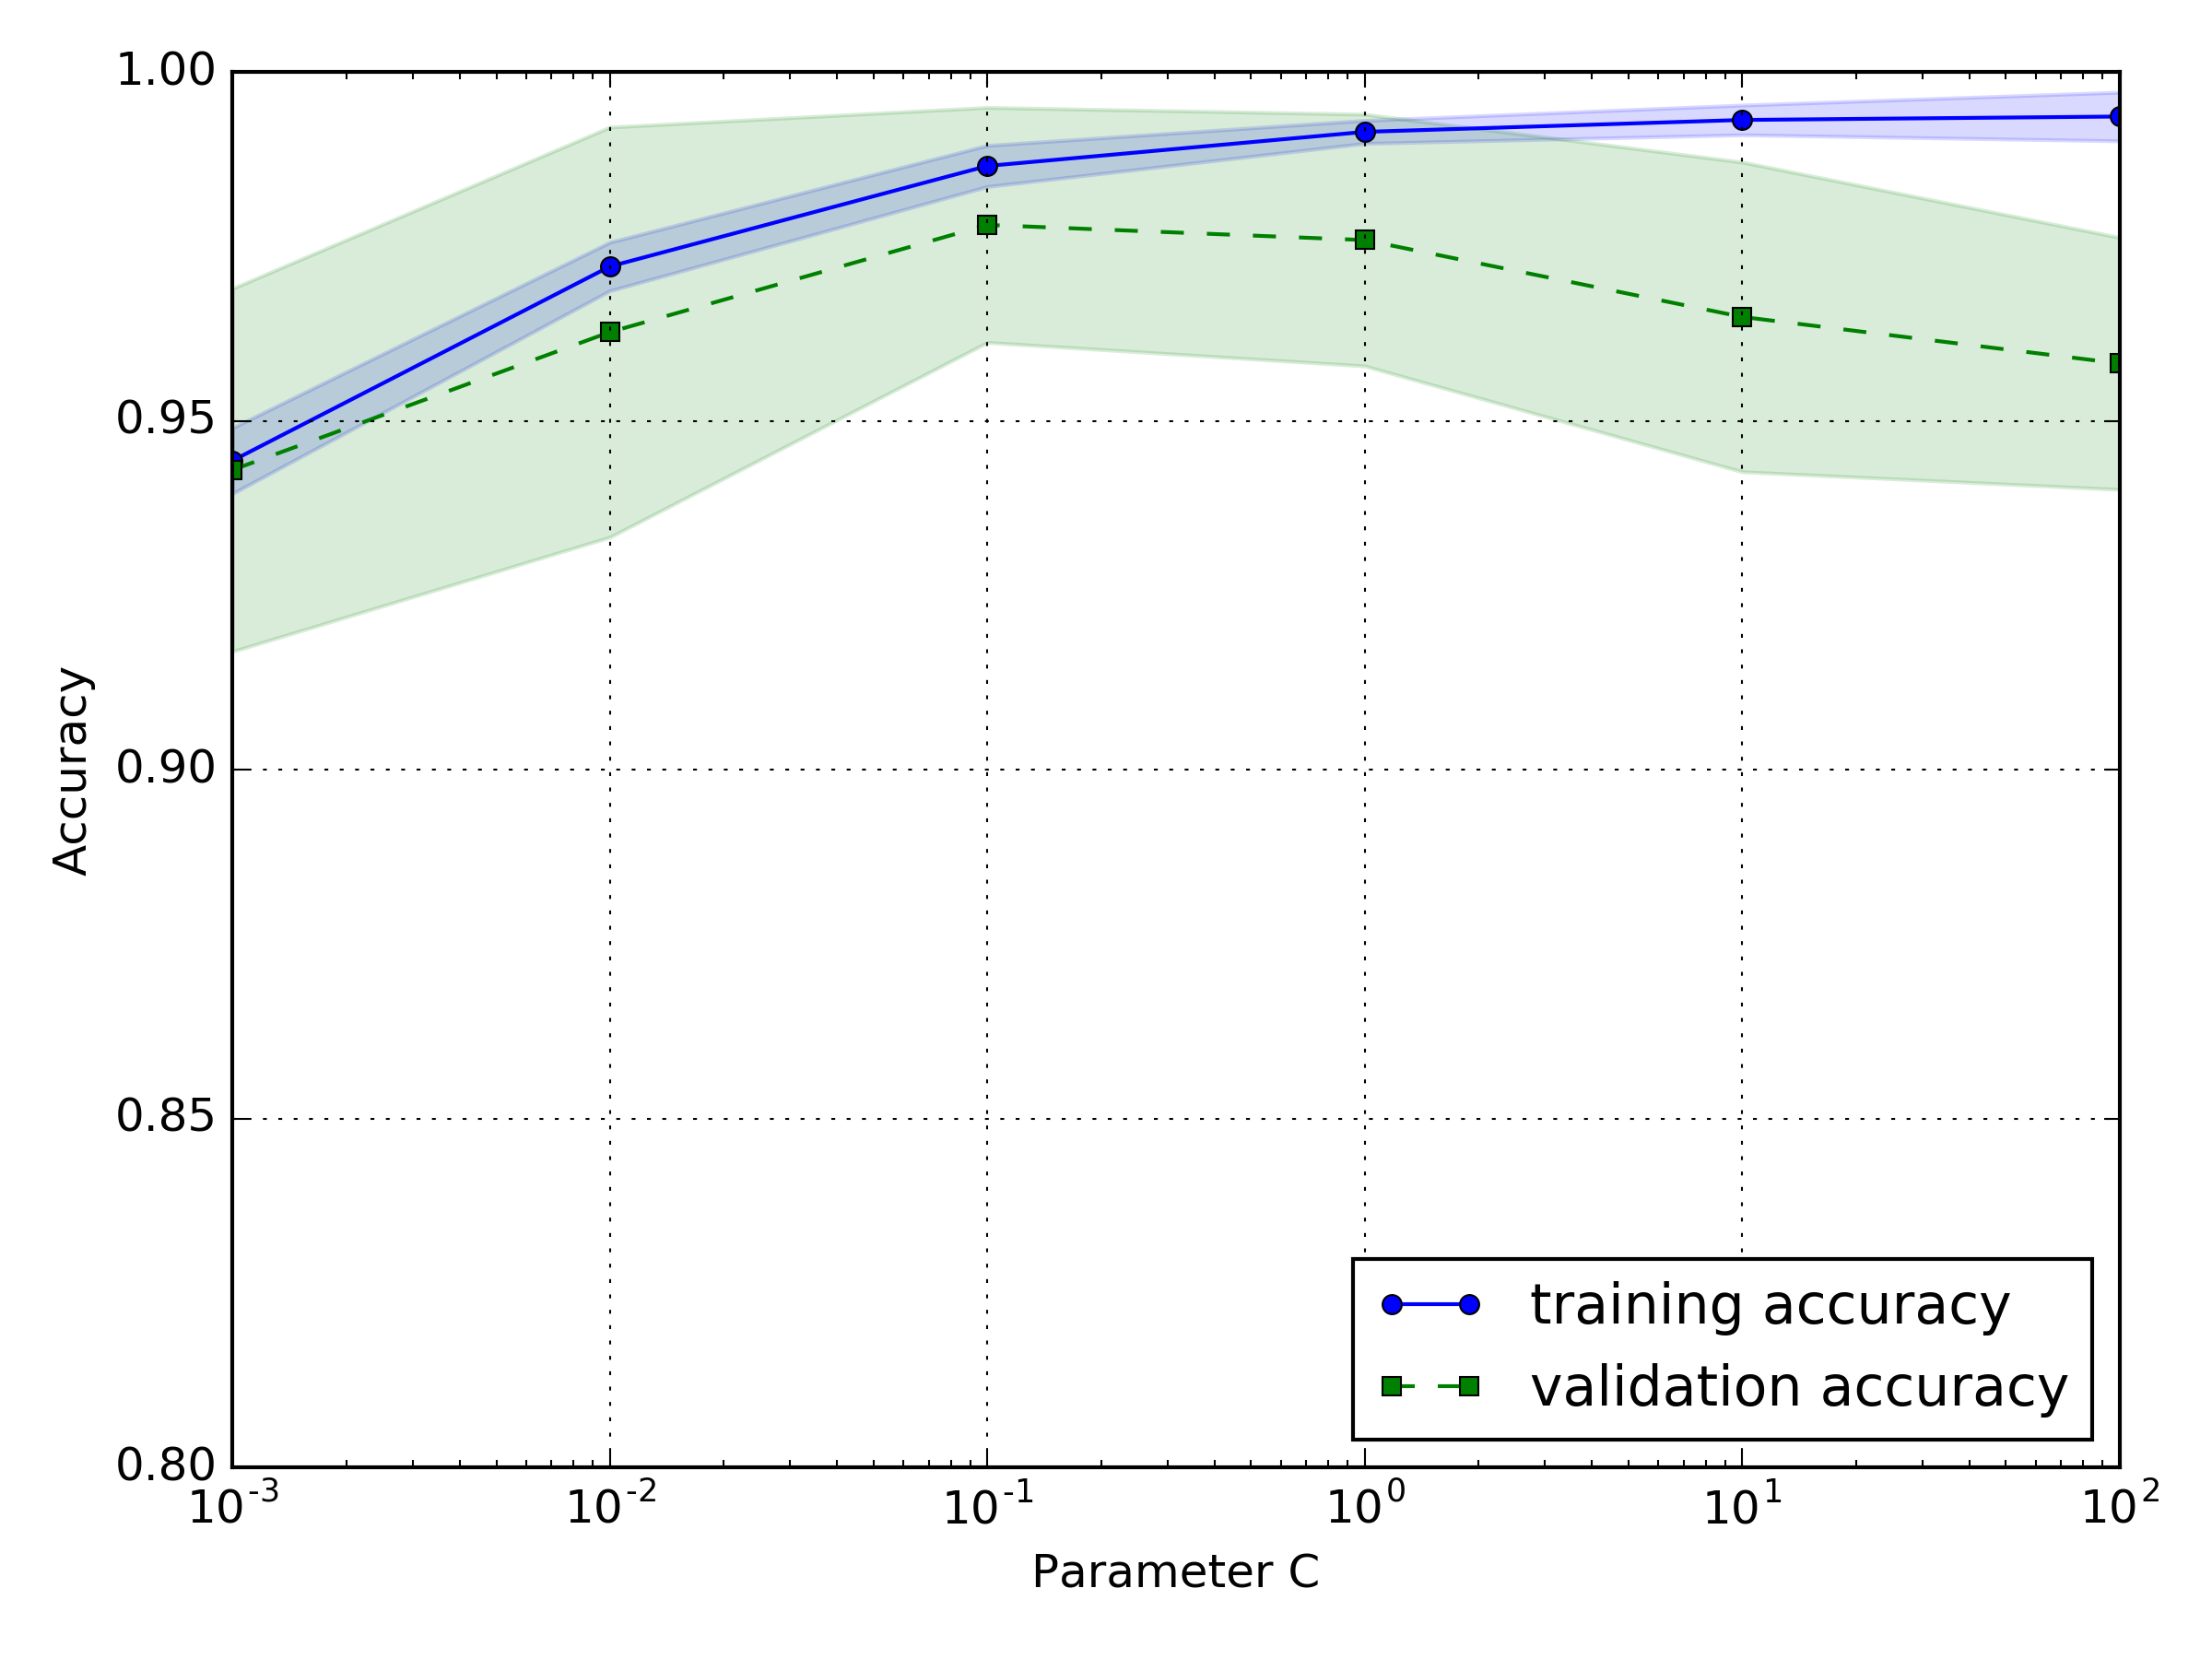 1.00
0.95
0.90
0.85
0.80
Accuracy
10⁻³ 10⁻² 10⁻¹ 10⁰ 10¹ 10²
Parameter C
training accuracy
validation accuracy